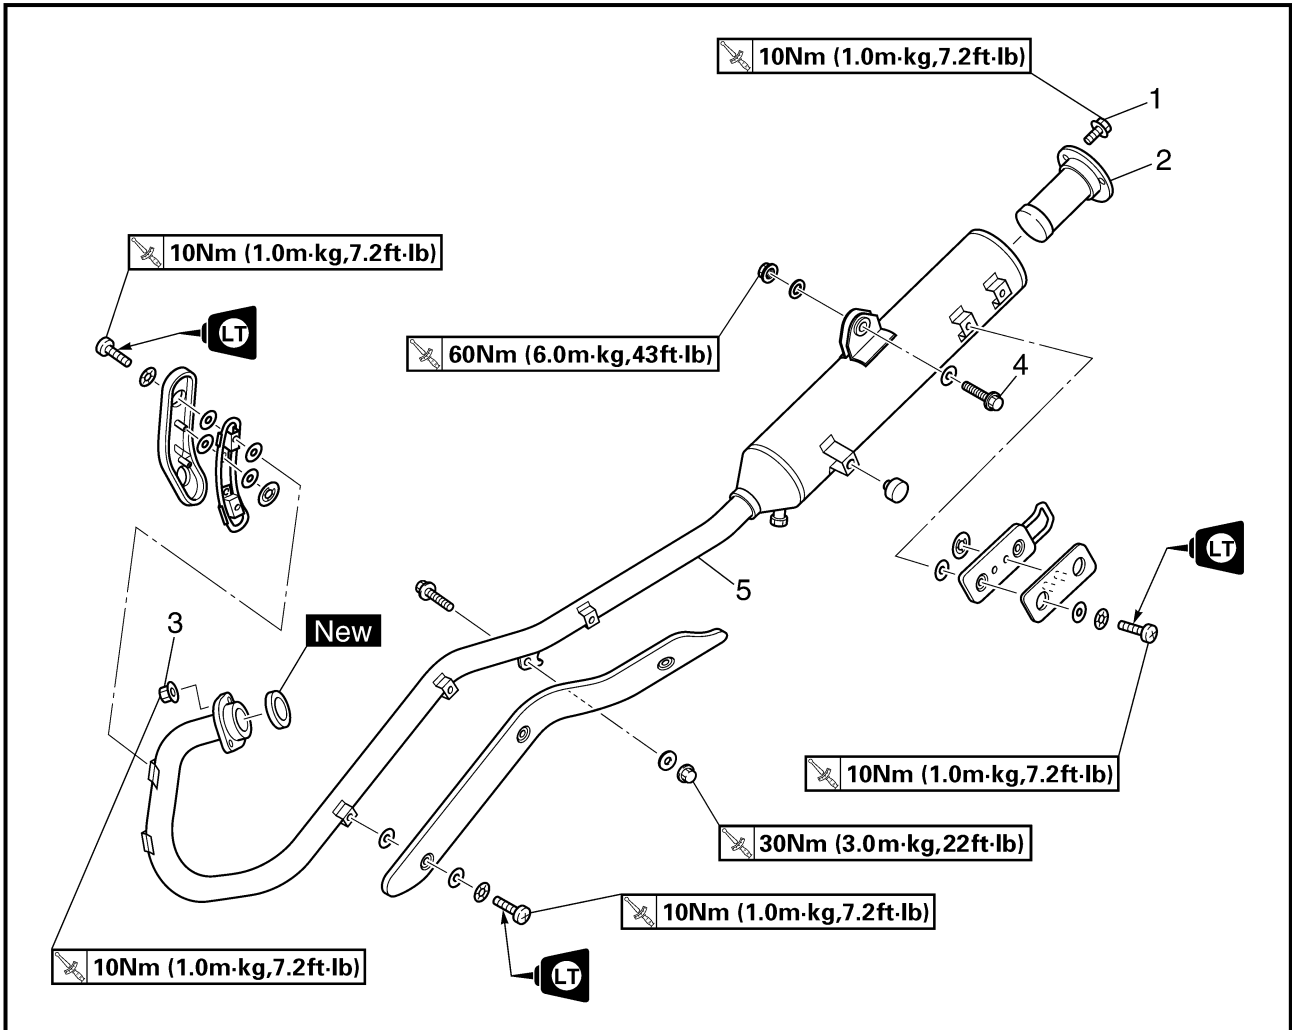 10Nm (1.0m·kg,7.2ft·lb)
1
2
10Nm (1.0m·kg,7.2ft·lb)
LT
60Nm (6.0m·kg,43ft·lb)
4
LT
5
3
New
10Nm (1.0m·kg,7.2ft·lb)
30Nm (3.0m·kg,22ft·lb)
10Nm (1.0m·kg,7.2ft·lb)
10Nm (1.0m·kg,7.2ft·lb)
LT